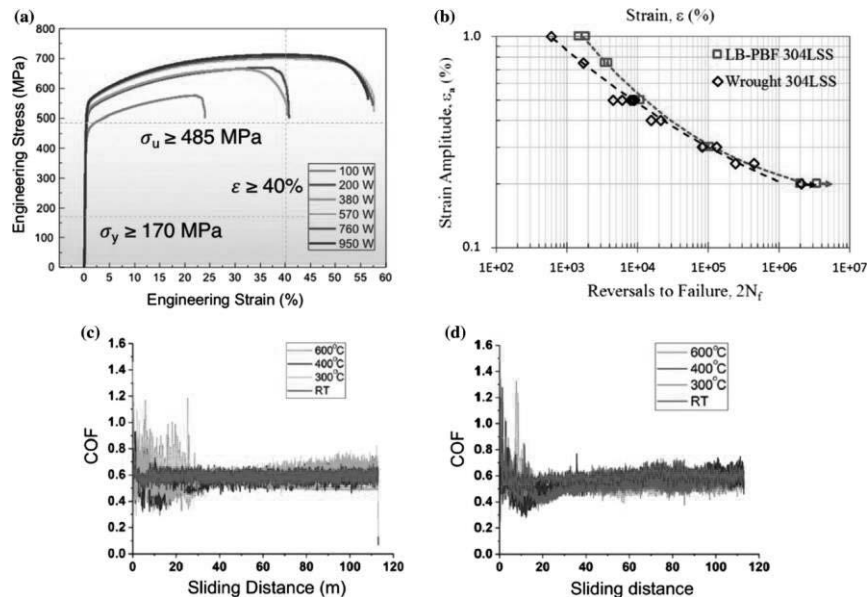 (a)
800
700
600
500
400
300
200
100
0
Engineering Stress (MPa)
σu ≥ 485 MPa
ε ≥ 40%
σy ≥ 170 MPa
100 W
200 W
380 W
570 W
760 W
950 W
0 5 10 15 20 25 30 35 40 45 50 55 60
Engineering Strain (%)
(b)
Strain, ε (%)
1.0
0.1
Strain Amplitude, εa (%)
LB-PBF 304LSS
Wrought 304LSS
1E+02 1E+03 1E+04 1E+05 1E+06 1E+07
Reversals to Failure, 2Nf
(c)
1.6
1.4
1.2
1.0
0.8
0.6
0.4
0.2
0.0
COF
600°C
400°C
300°C
RT
0 20 40 60 80 100 120
Sliding Distance (m)
(d)
1.6
1.4
1.2
1.0
0.8
0.6
0.4
0.2
0.0
COF
600°C
400°C
300°C
RT
0 20 40 60 80 100 120
Sliding distance